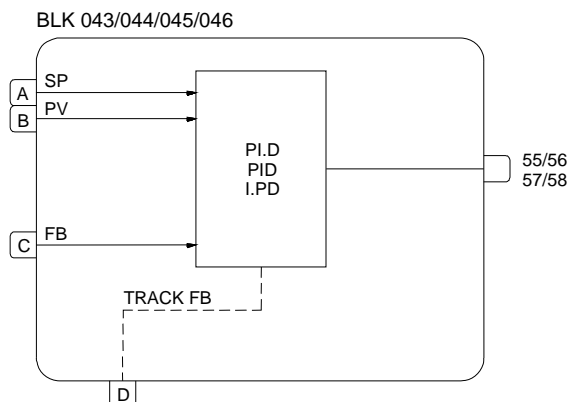 BLK 043/044/045/046
A
SP
B
PV
PI.D
PID
I.PD
55/56
57/58
C
FB
TRACK FB
D